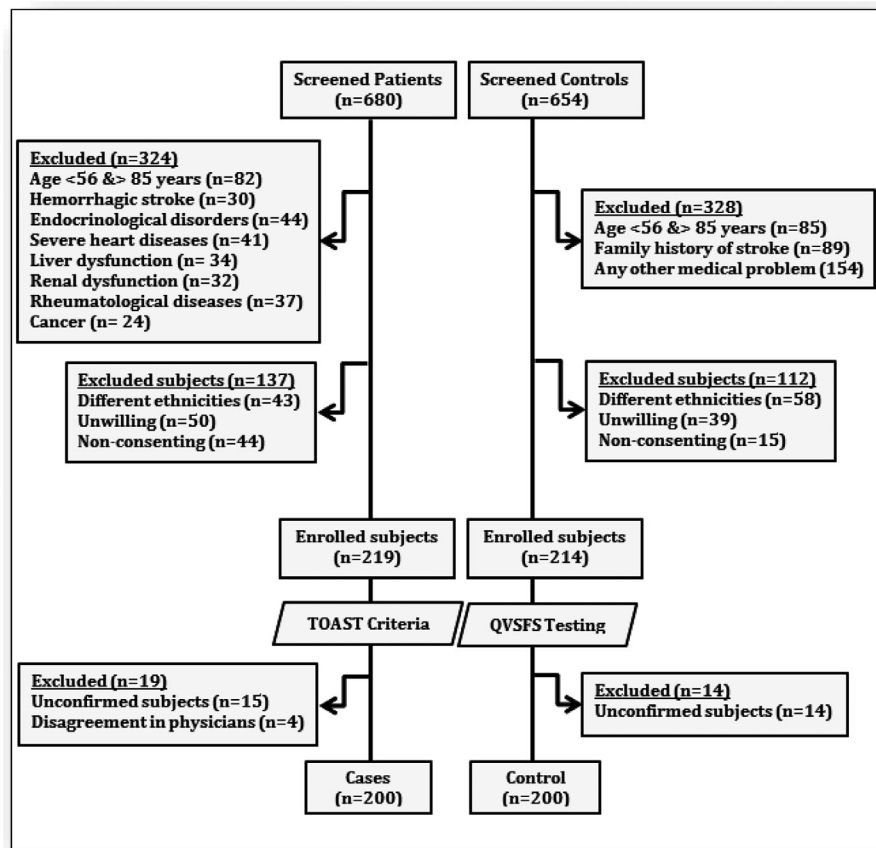 Screened Patients
(n=680)
Screened Controls
(n=654)
Excluded (n=324)
Age <56 &> 85 years (n=82)
Hemorrhagic stroke (n=30)
Endocrinological disorders (n=44)
Severe heart diseases (n=41)
Liver dysfunction (n= 34)
Renal dysfunction (n=32)
Rheumatological diseases (n=37)
Cancer (n= 24)
Excluded (n=328)
Age <56 &> 85 years (n=85)
Family history of stroke (n=89)
Any other medical problem (154)
Excluded subjects (n=137)
Different ethnicities (n=43)
Unwilling (n=50)
Non-consenting (n=44)
Excluded subjects (n=112)
Different ethnicities (n=58)
Unwilling (n=39)
Non-consenting (n=15)
Enrolled subjects
(n=219)
Enrolled subjects
(n=214)
TOAST Criteria
QVSFS Testing
Excluded (n=19)
Unconfirmed subjects (n=15)
Disagreement in physicians (n=4)
Excluded (n=14)
Unconfirmed subjects (n=14)
Cases
(n=200)
Control
(n=200)